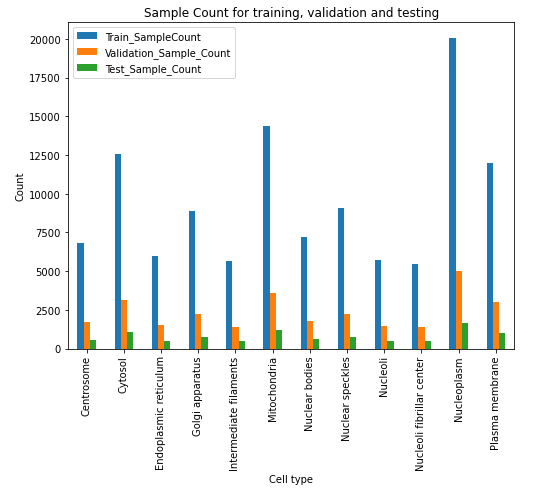 Sample Count for training, validation and testing
Train_SampleCount
Validation_Sample_Count
Test_Sample_Count
20000
17500
15000
12500
10000
7500
5000
2500
0
Count
Centrosome
Cytosol
Endoplasmic reticulum
Golgi apparatus
Intermediate filaments
Mitochondria
Nuclear bodies
Nuclear speckles
Nucleoli
Nucleoli fibrillar center
Nucleoplasm
Plasma membrane
Cell type